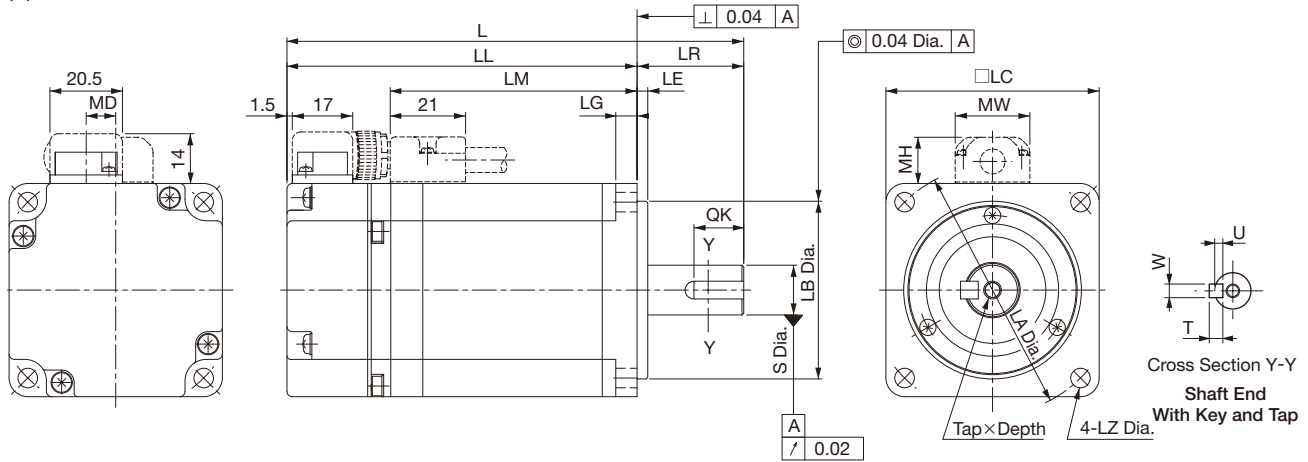 ⊥ 0.04 A
L
◎ 0.04 Dia. A
LL
LR
20.5
LM
LE
□LC
MD
1.5
17
21
LG
MW
14
MH
QK
U
Y
W
LB Dia.
T
LA Dia.
S Dia.
Y
Cross Section Y-Y
Shaft End
With Key and Tap
Tap×Depth
4-LZ Dia.
A
↗ 0.02